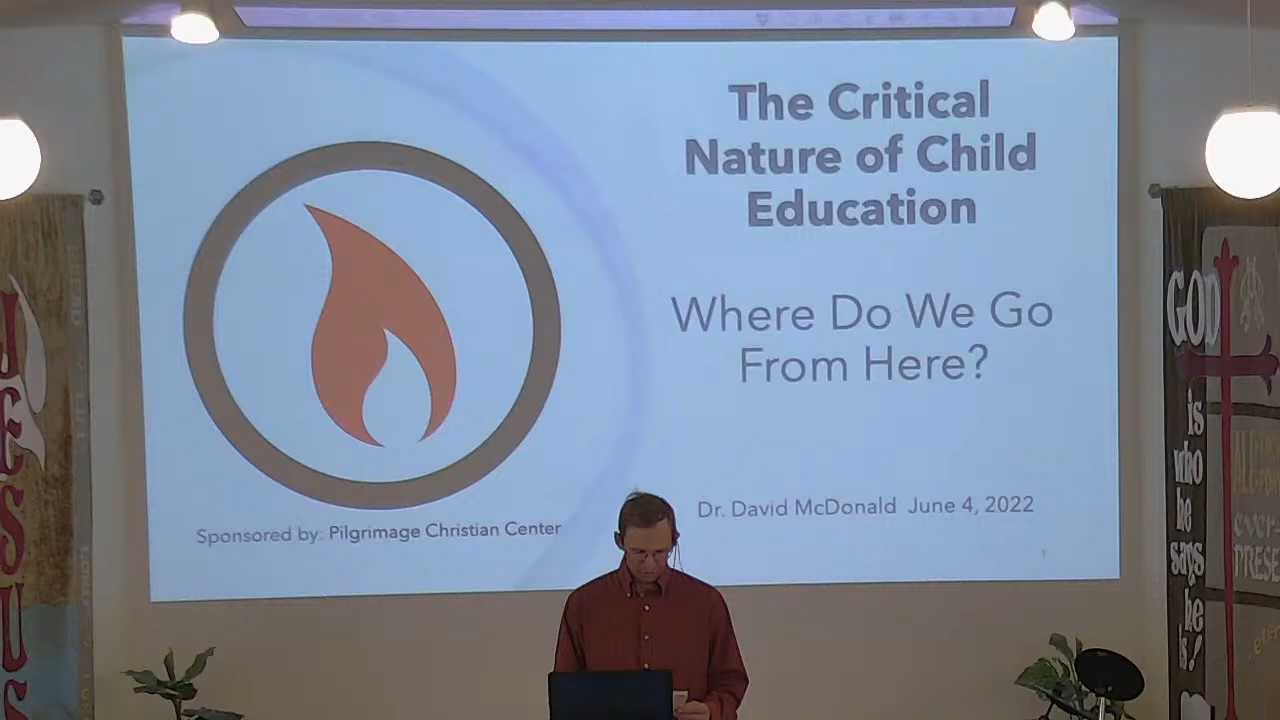 The Critical
Nature of Child
Education
Where Do We Go
From Here?
Dr. David McDonald June 4, 2022
Sponsored by: Pilgrimage Christian Center
JESUS
GOD
is
who
he
says
he
is!